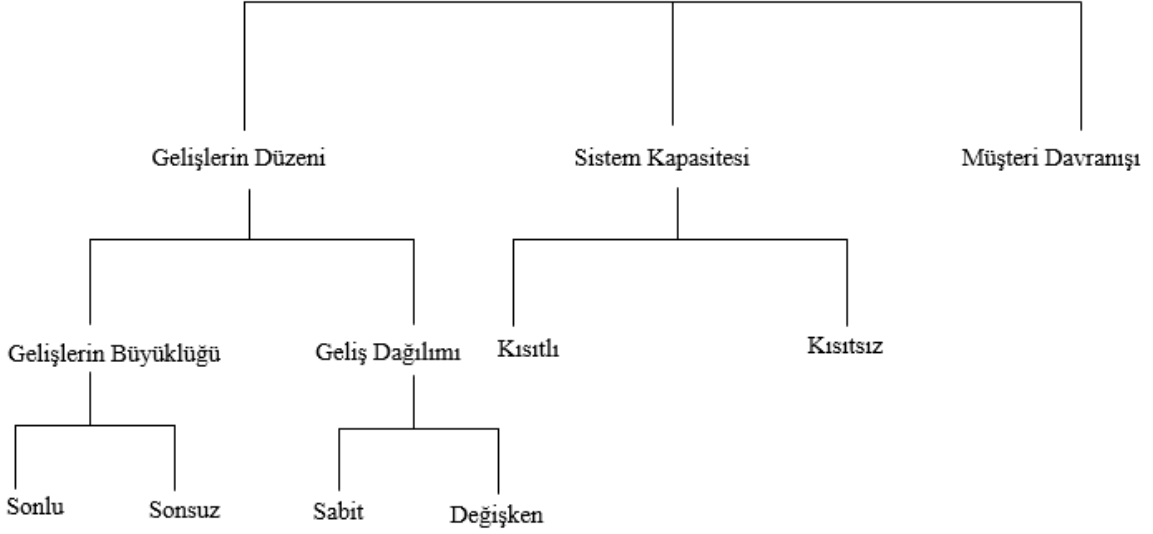 Gelişlerin Düzeni
Sistem Kapasitesi
Müşteri Davranışı
Gelişlerin Büyüklüğü
Geliş Dağılımı
Kısıtlı
Kısıtsız
Sonlu
Sonsuz
Sabit
Değişken